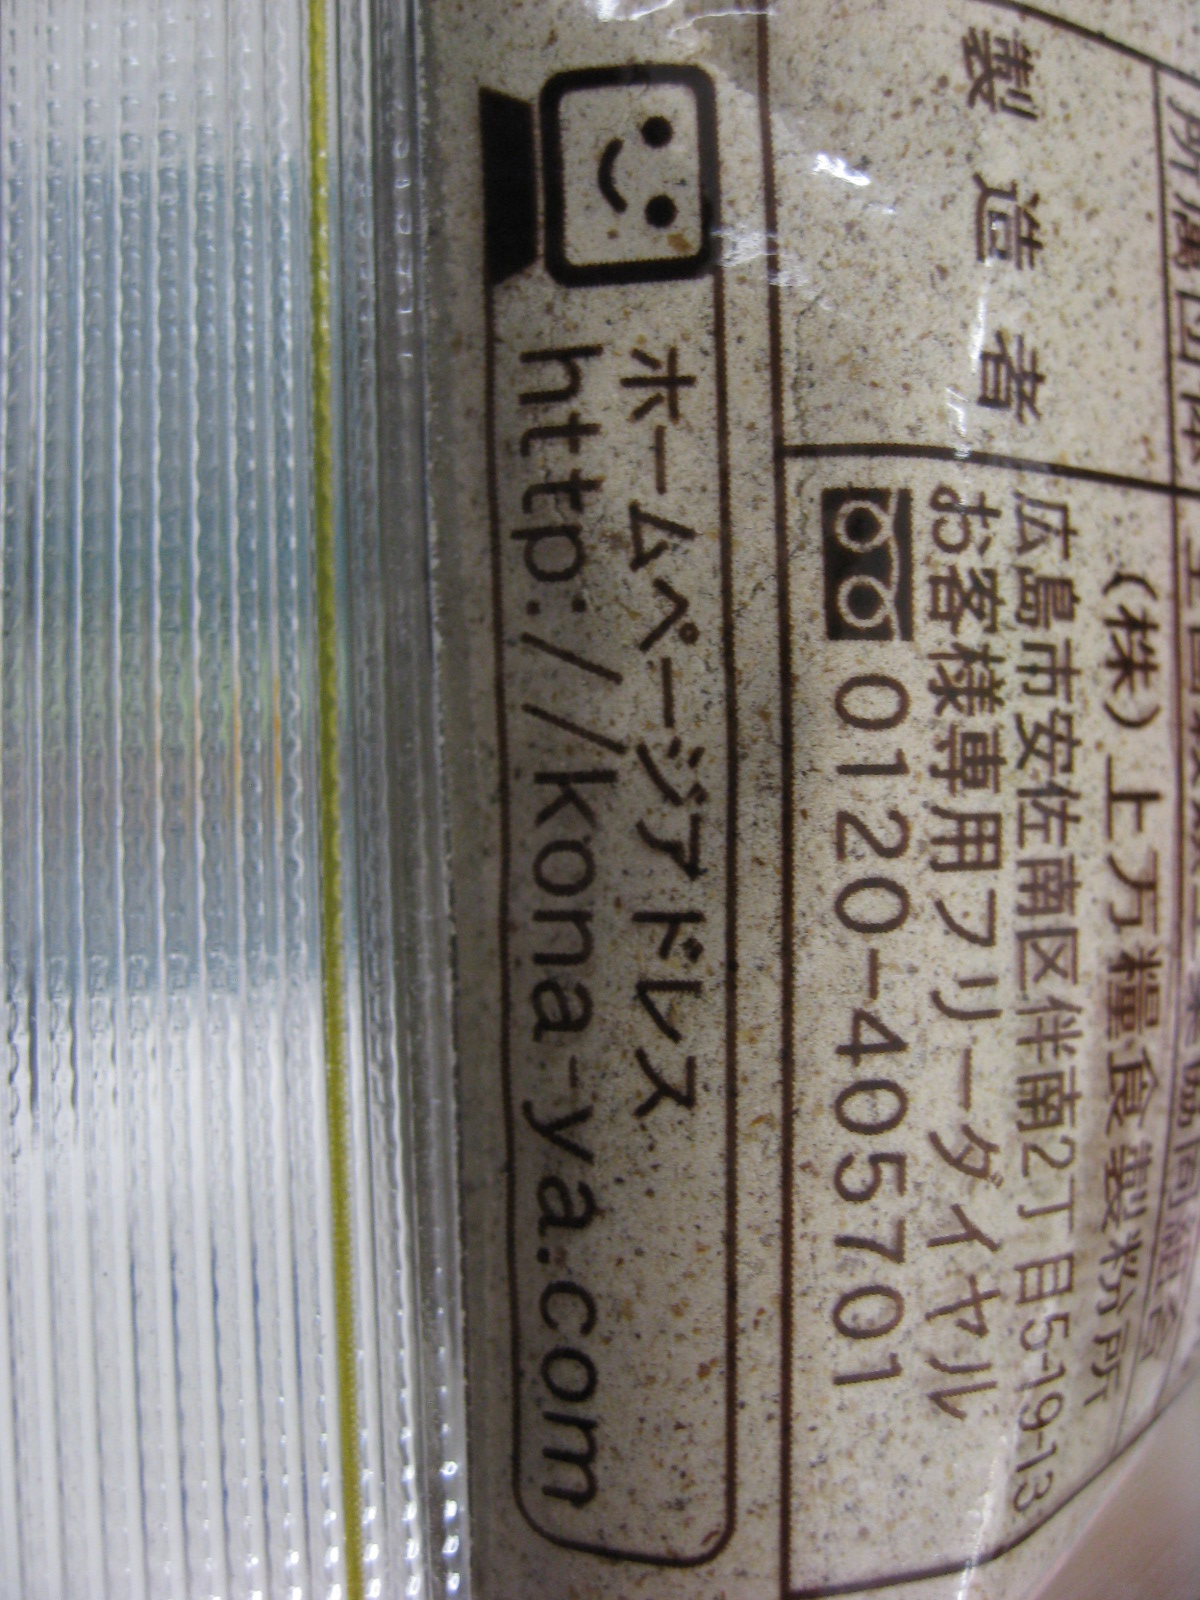 製造者
(株)上万糧食製粉所
広島市安佐南区伴南2丁目5-19-13
お客様専用フリーダイヤル
0120-405701
ホームページアドレス
http://kona-ya.com